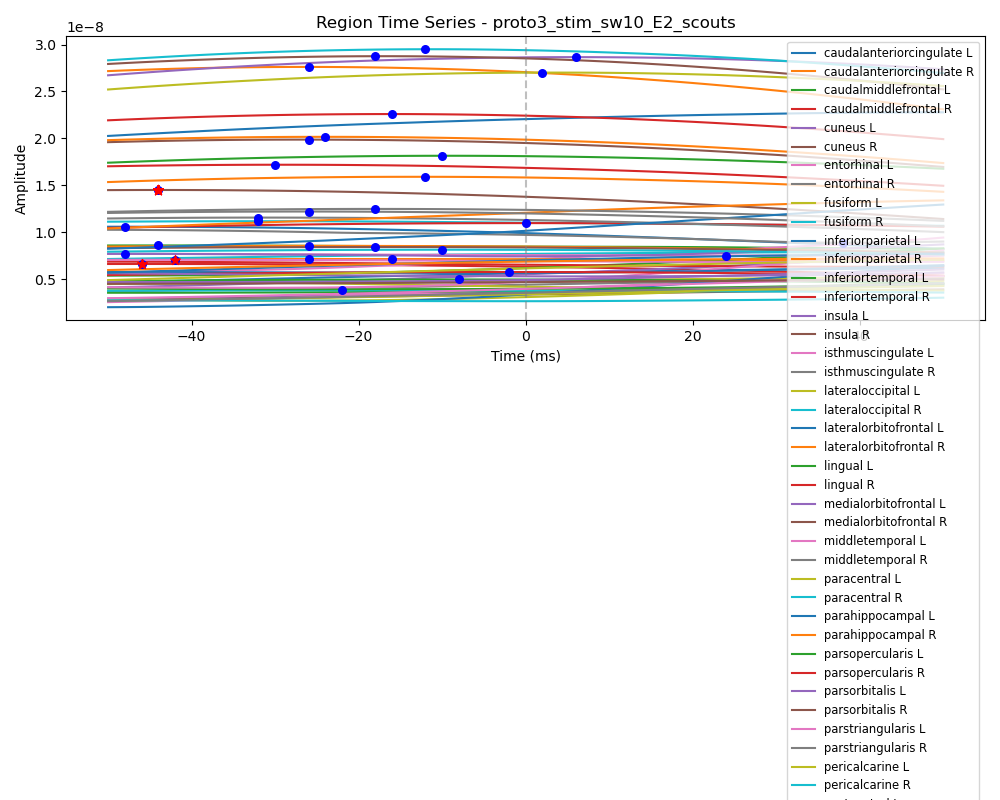 Region Time Series - proto3_stim_sw10_E2_scouts
1e−8
3.0
2.5
2.0
1.5
1.0
0.5
Amplitude
−40
−20
0
20
Time (ms)
caudalanteriorcingulate L
caudalanteriorcingulate R
caudalmiddlefrontal L
caudalmiddlefrontal R
cuneus L
cuneus R
entorhinal L
entorhinal R
fusiform L
fusiform R
inferiorparietal L
inferiorparietal R
inferiortemporal L
inferiortemporal R
insula L
insula R
isthmuscingulate L
isthmuscingulate R
lateraloccipital L
lateraloccipital R
lateralorbitofrontal L
lateralorbitofrontal R
lingual L
lingual R
medialorbitofrontal L
medialorbitofrontal R
middletemporal L
middletemporal R
paracentral L
paracentral R
parahippocampal L
parahippocampal R
parsopercularis L
parsopercularis R
parsorbitalis L
parsorbitalis R
parstriangularis L
parstriangularis R
pericalcarine L
pericalcarine R